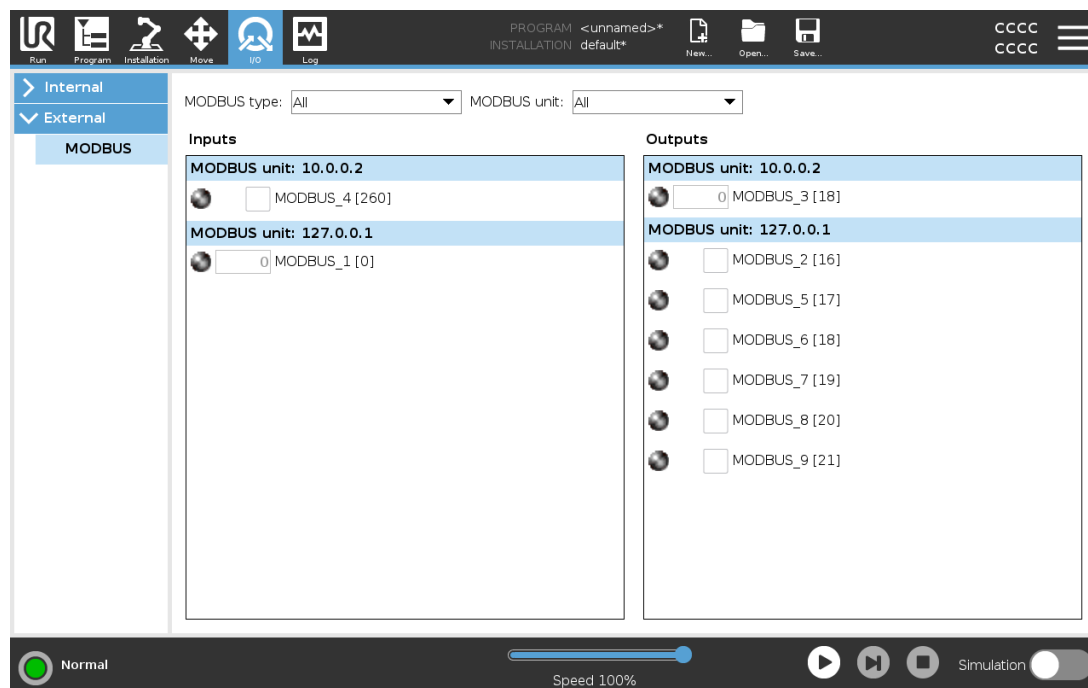 PROGRAM <unnamed>*
INSTALLATION default*
CCCC
CCCC
Run Program Installation Move I/O Log New... Open... Save...
Internal
External
MODBUS
MODBUS type: All MODBUS unit: All
Inputs
MODBUS unit: 10.0.0.2
MODBUS_4 [260]
MODBUS unit: 127.0.0.1
0 MODBUS_1 [0]
Outputs
MODBUS unit: 10.0.0.2
0 MODBUS_3 [18]
MODBUS unit: 127.0.0.1
MODBUS_2 [16]
MODBUS_5 [17]
MODBUS_6 [18]
MODBUS_7 [19]
MODBUS_8 [20]
MODBUS_9 [21]
Normal
Speed 100%
Simulation